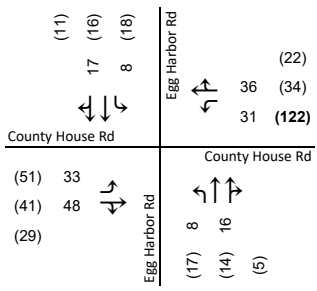 (11) (16) (18)
17 8
County House Rd
Egg Harbor Rd
(22)
36 (34)
31 (122)
(51) 33
(41) 48
(29)
Egg Harbor Rd
County House Rd
8 16
(17) (14) (5)